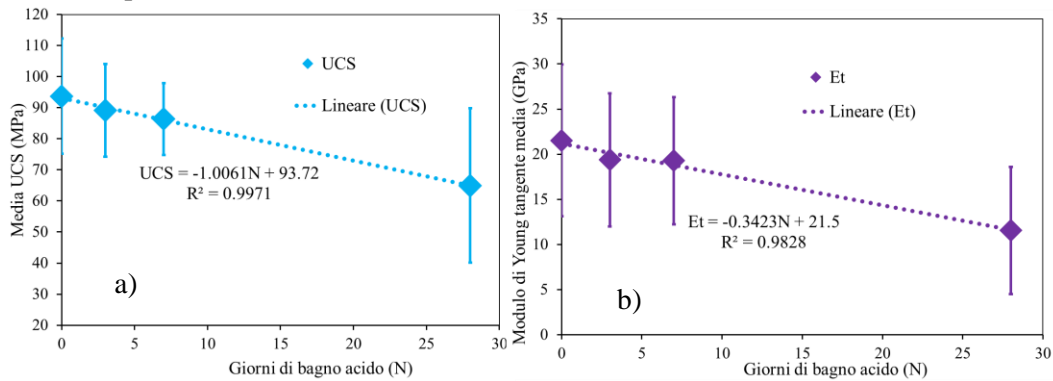 120
110
100
90
80
70
60
50
40
30
20
0 5 10 15 20 25 30
Media UCS (MPa)
Giorni di bagno acido (N)
UCS
Lineare (UCS)
UCS = -1.0061N + 93.72
R² = 0.9971
a)
35
30
25
20
15
10
5
0
0 5 10 15 20 25 30
Modulo di Young tangente media (GPa)
Giorni di bagno acido (N)
Et
Lineare (Et)
Et = -0.3423N + 21.5
R² = 0.9828
b)